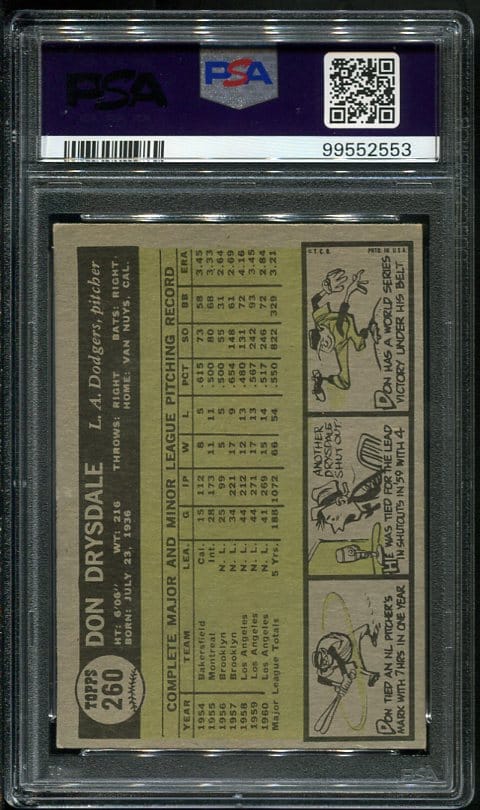 PSA
PSA
99552553
TOPPS
260
DON DRYSDALE L. A. Dodgers, pitcher
HT: 6'06" WT: 216 THROWS: RIGHT BATS: RIGHT
BORN: JULY 23, 1936 HOME: VAN NUYS, CAL.
COMPLETE MAJOR AND MINOR LEAGUE PITCHING RECORD
YEAR TEAM LEA. G IP W L PCT SO BB ERA
1954 Bakersfield Cal. 15 112 8 5 .615 73 58 3.45
1955 Montreal Int. 28 173 11 11 .500 80 68 3.33
1956 Brooklyn N. L. 25 99 5 5 .500 55 31 2.64
1957 Brooklyn N. L. 34 221 17 9 .654 148 61 2.69
1958 Los Angeles N. L. 44 212 12 13 .480 131 72 4.16
1959 Los Angeles N. L. 44 271 17 13 .567 242 93 3.45
1960 Los Angeles N. L. 41 269 15 14 .517 246 72 2.84
Major League Totals 5 Yrs. 188 1072 66 54 .550 822 329 3.21
DON TIED AN NL PITCHER'S
MARK WITH 7 HRS IN ONE YEAR
ANOTHER
DRYSDALE
SHUT OUT
HE WAS TIED FOR THE LEAD
IN SHUTOUTS IN '59 WITH 4
© T. C. G. PRTD. IN U.S.A.
DON HAS A WORLD SERIES
VICTORY UNDER HIS BELT
PSA